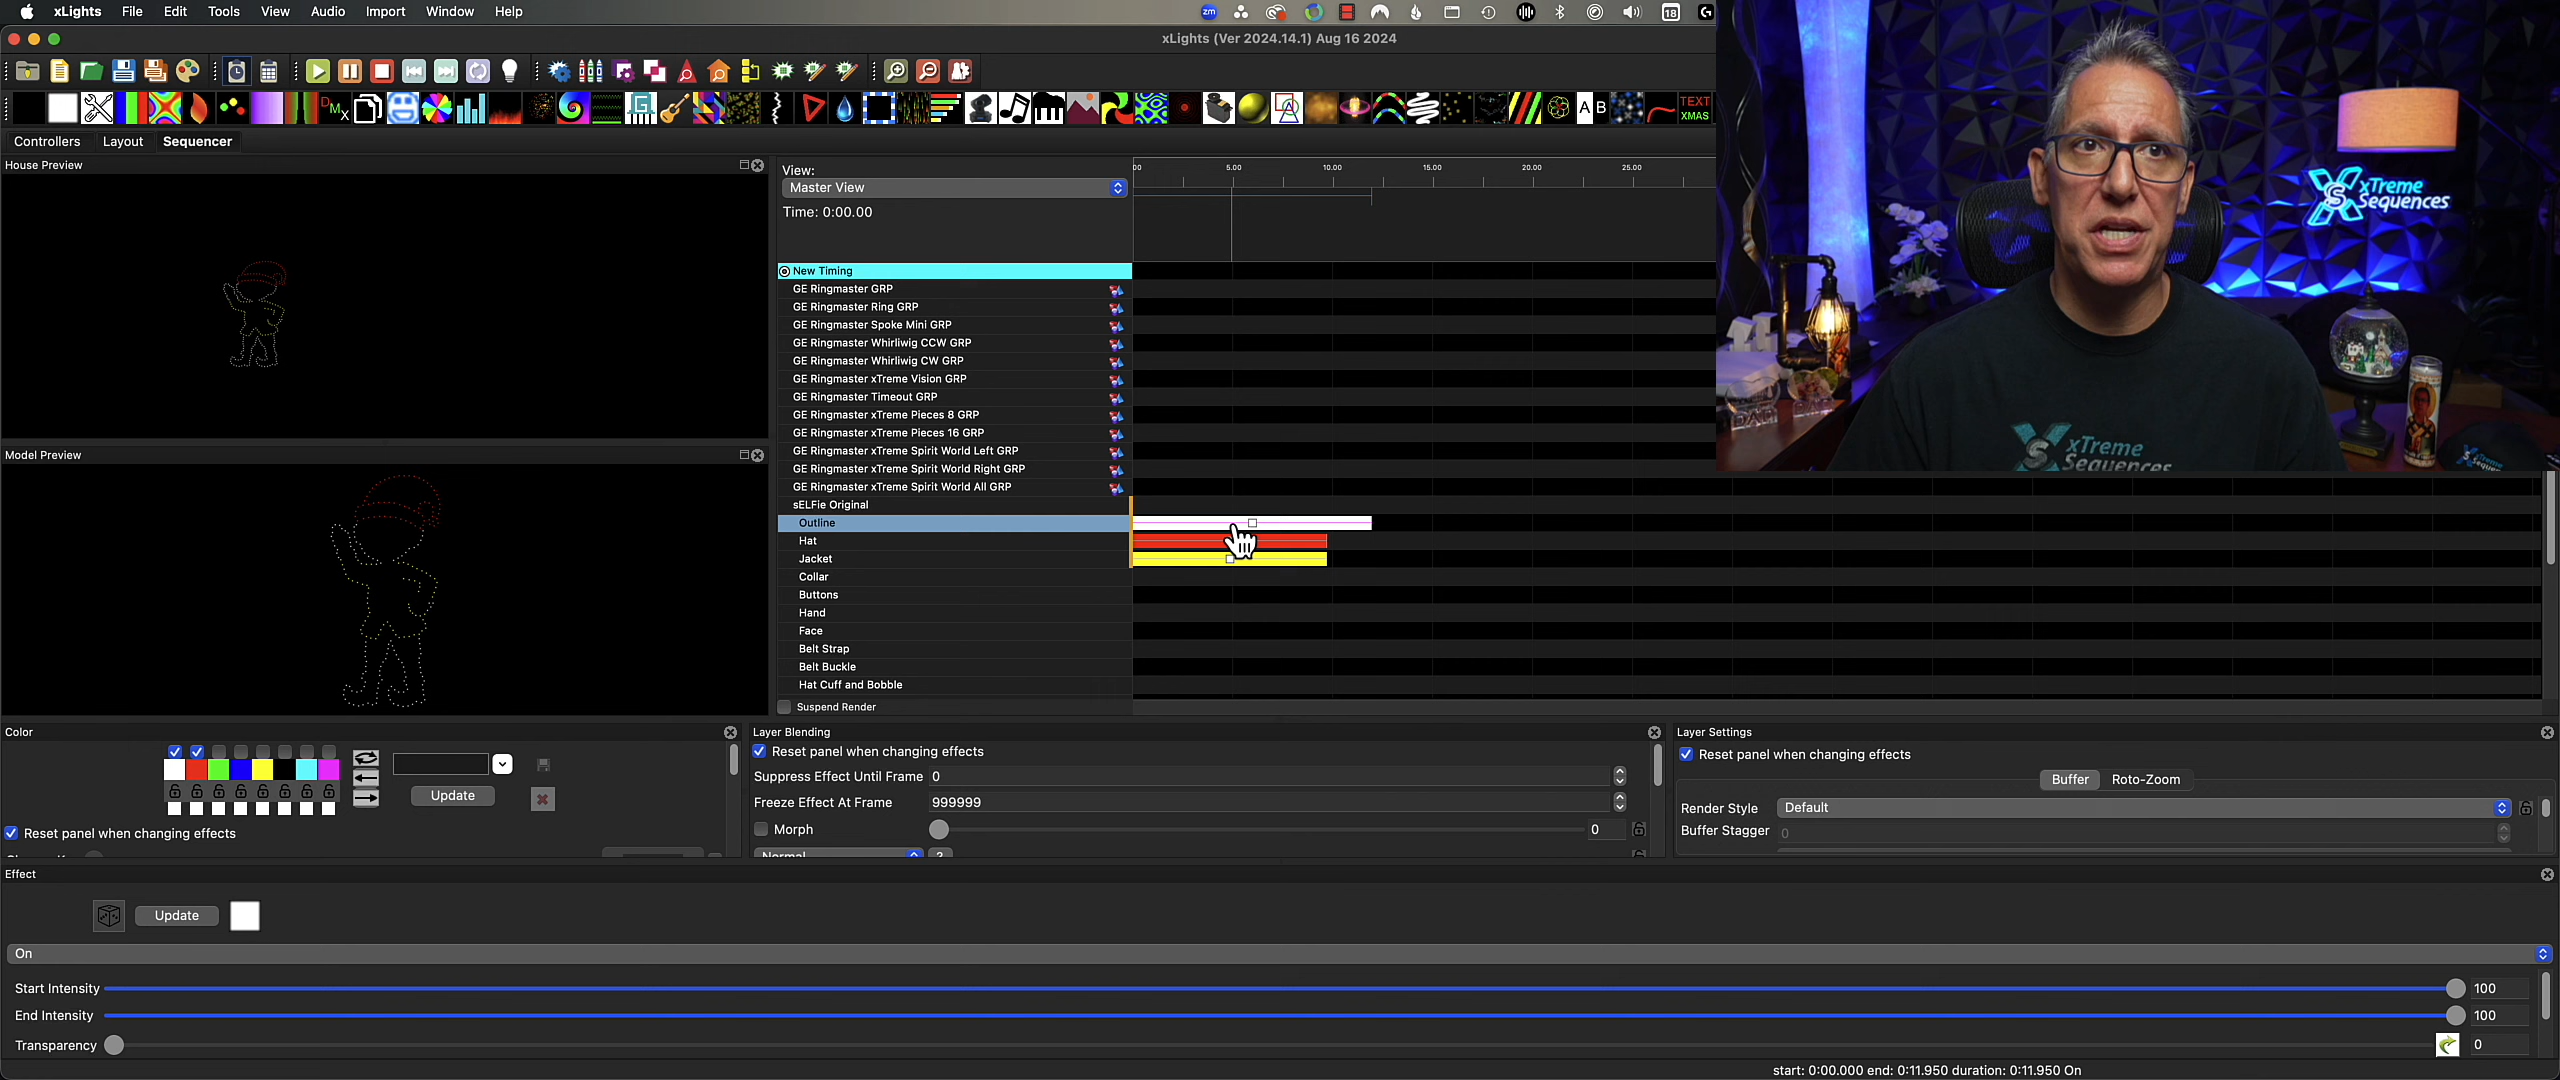 xLights File Edit Tools View Audio Import Window Help
zm
18
xLights (Ver 2024.14.1) Aug 16 2024
TEXT
XMAS
A B
Controllers Layout Sequencer
House Preview
View:
Master View
Time: 0:00.00
5.00 10.00 15.00 20.00 25.00
New Timing
GE Ringmaster GRP
GE Ringmaster Ring GRP
GE Ringmaster Spoke Mini GRP
GE Ringmaster Whirliwig CCW GRP
GE Ringmaster Whirliwig CW GRP
GE Ringmaster xTreme Vision GRP
GE Ringmaster Timeout GRP
GE Ringmaster xTreme Pieces 8 GRP
GE Ringmaster xTreme Pieces 16 GRP
GE Ringmaster xTreme Spirit World Left GRP
GE Ringmaster xTreme Spirit World Right GRP
GE Ringmaster xTreme Spirit World All GRP
sELFie Original
Outline
Hat
Jacket
Collar
Buttons
Hand
Face
Belt Strap
Belt Buckle
Hat Cuff and Bobble
Suspend Render
Model Preview
xTreme
Sequences
xTreme
Sequences
Color
Update
Reset panel when changing effects
Layer Blending
Reset panel when changing effects
Suppress Effect Until Frame 0
Freeze Effect At Frame 999999
Morph 0
Normal ?
Layer Settings
Reset panel when changing effects
Buffer Roto-Zoom
Render Style Default
Buffer Stagger 0
Effect
Update
On
Start Intensity 100
End Intensity 100
Transparency 0
start: 0:00.000 end: 0:11.950 duration: 0:11.950 On